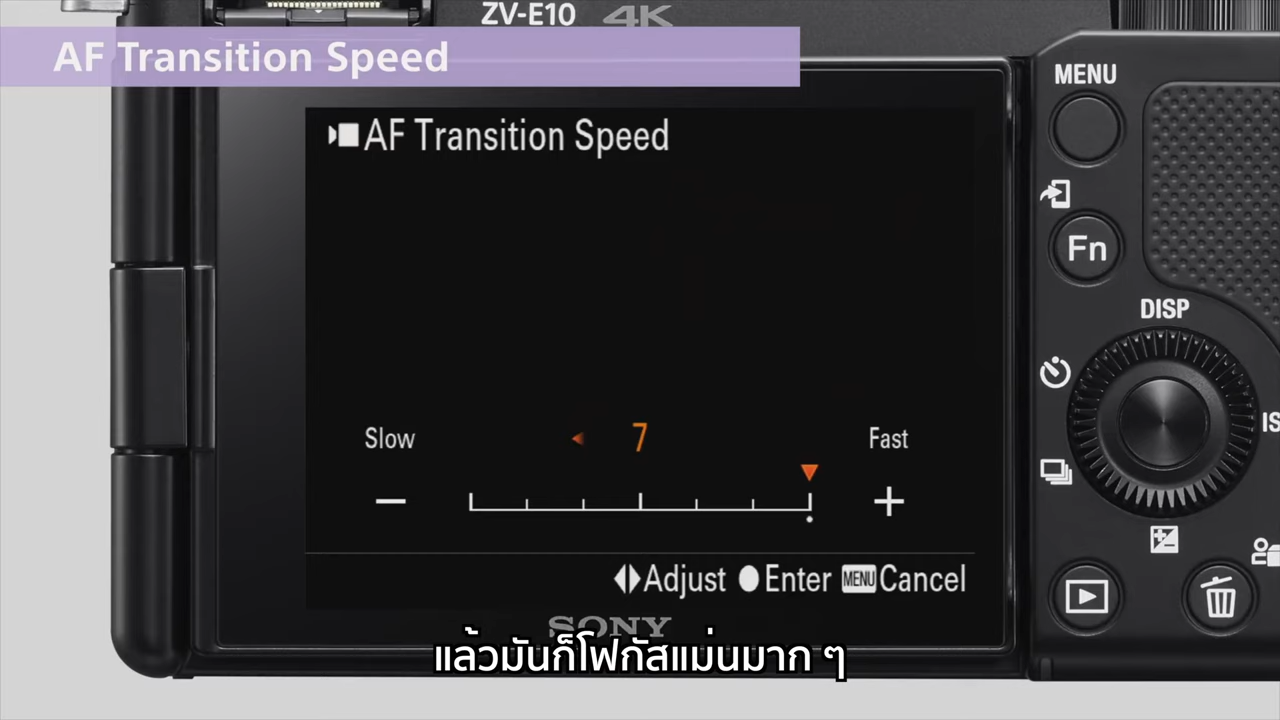 ZV-E10 4K
AF Transition Speed
MENU
AF Transition Speed
Fn
DISP
Slow 7 Fast
IS
− +
Adjust Enter MENU Cancel
SONY
แล้วมันก็โฟกัสแม่นมาก ๆ